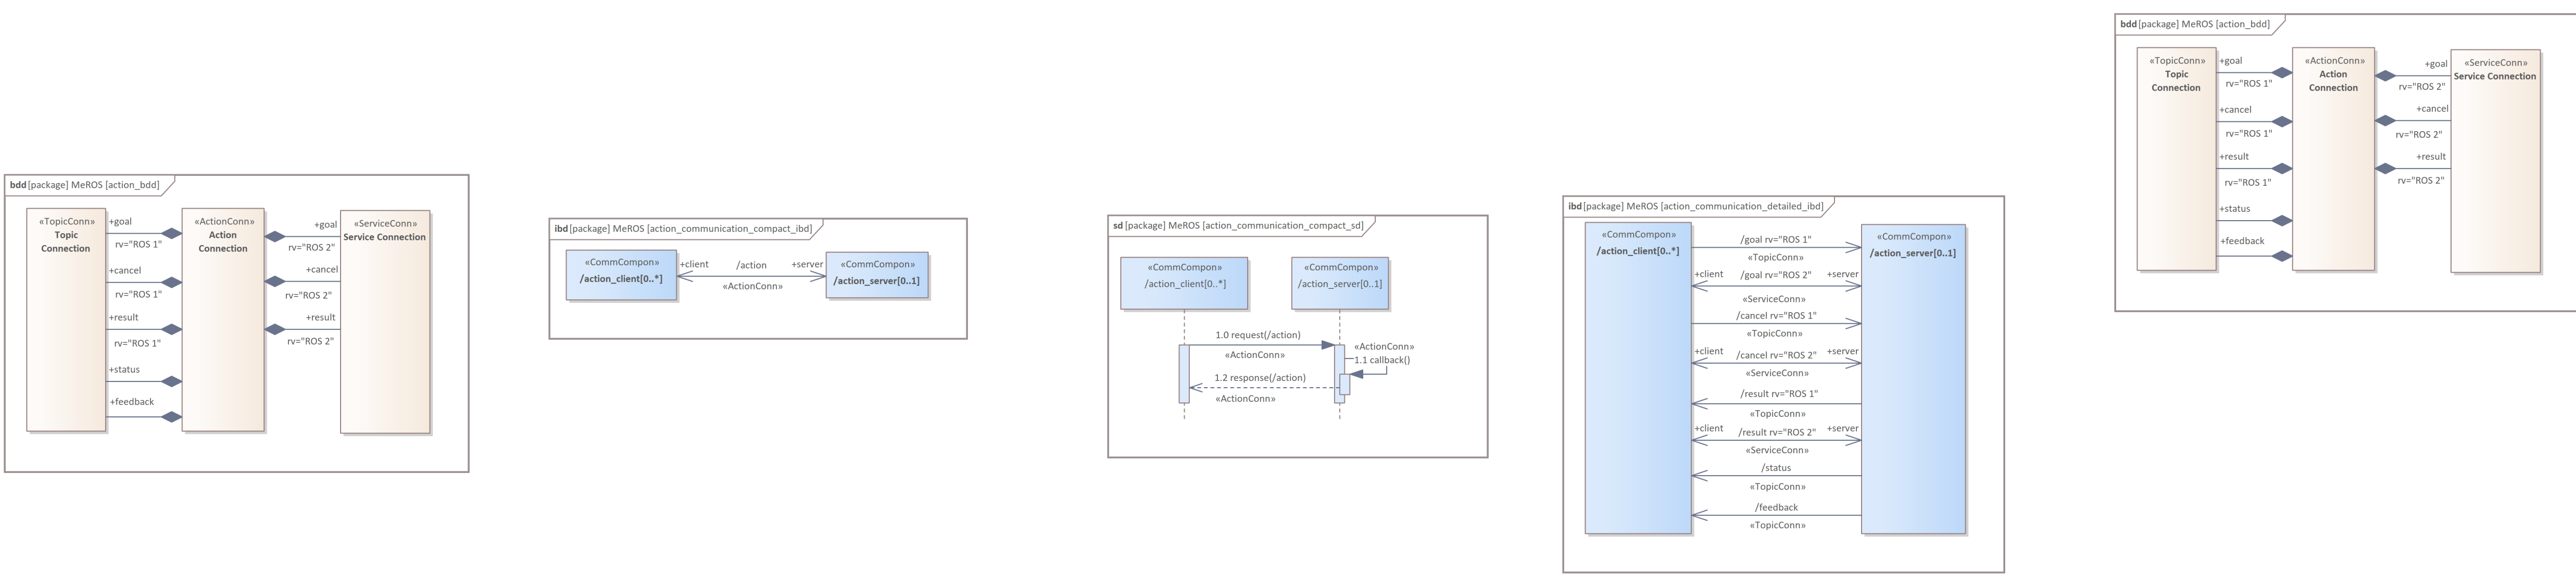 bdd [package] MeROS [action_bdd]
«TopicConn»
Topic
Connection
+goal
rv="ROS 1"
+cancel
rv="ROS 1"
+result
rv="ROS 1"
+status
+feedback
«ActionConn»
Action
Connection
+goal
rv="ROS 2"
+cancel
rv="ROS 2"
+result
rv="ROS 2"
«ServiceConn»
Service Connection
ibd [package] MeROS [action_communication_compact_ibd]
«CommCompon»
/action_client[0..*]
+client
/action
+server
«ActionConn»
«CommCompon»
/action_server[0..1]
sd [package] MeROS [action_communication_compact_sd]
«CommCompon»
/action_client[0..*]
«CommCompon»
/action_server[0..1]
1.0 request(/action)
«ActionConn»
«ActionConn»
1.1 callback()
1.2 response(/action)
«ActionConn»
ibd [package] MeROS [action_communication_detailed_ibd]
«CommCompon»
/action_client[0..*]
«CommCompon»
/action_server[0..1]
/goal rv="ROS 1"
«TopicConn»
+client /goal rv="ROS 2" +server
«ServiceConn»
/cancel rv="ROS 1"
«TopicConn»
+client /cancel rv="ROS 2" +server
«ServiceConn»
/result rv="ROS 1"
«TopicConn»
+client /result rv="ROS 2" +server
«ServiceConn»
/status
«TopicConn»
/feedback
«TopicConn»
bdd [package] MeROS [action_bdd]
«TopicConn»
Topic
Connection
+goal
rv="ROS 1"
+cancel
rv="ROS 1"
+result
rv="ROS 1"
+status
+feedback
«ActionConn»
Action
Connection
+goal
rv="ROS 2"
+cancel
rv="ROS 2"
+result
rv="ROS 2"
«ServiceConn»
Service Connection